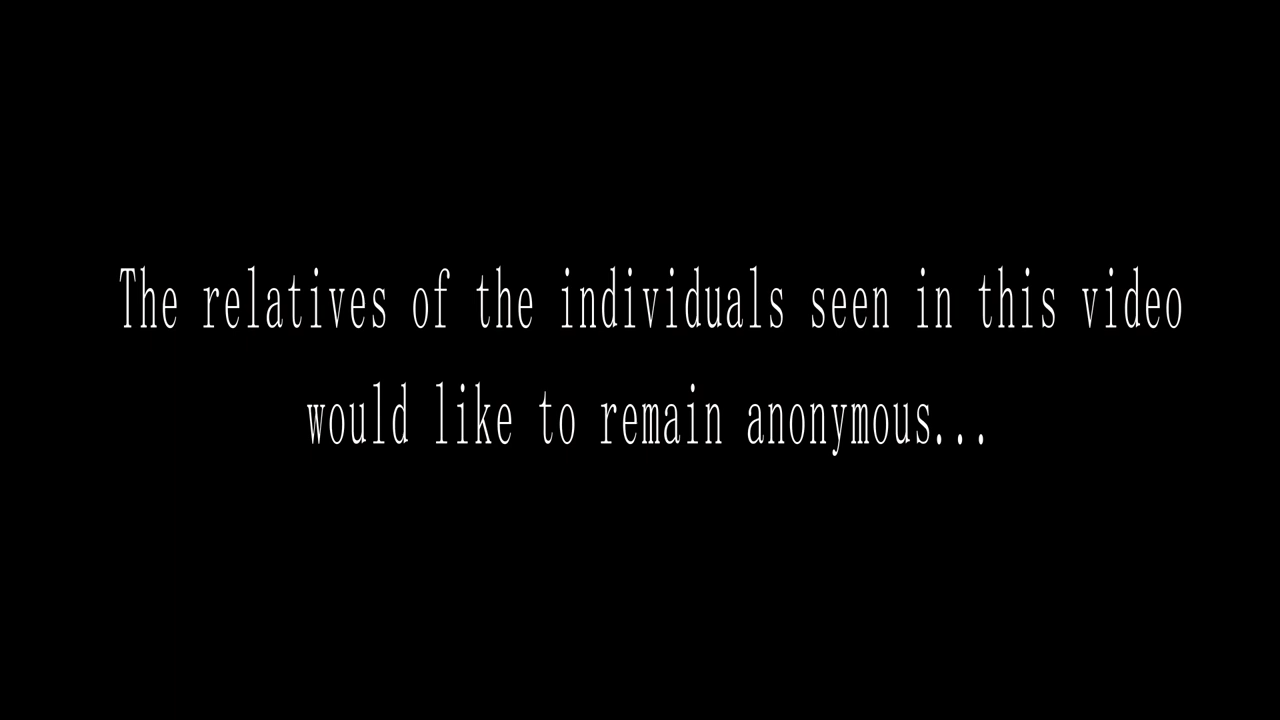 The relatives of the individuals seen in this video
would like to remain anonymous...